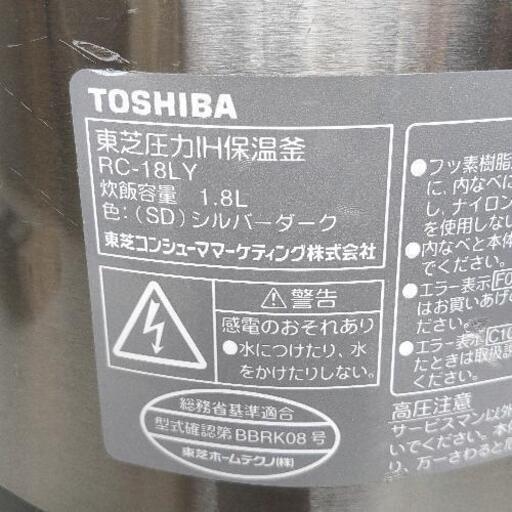 TOSHIBA
東芝圧力IH保温釜
RC-18LY
炊飯容量 1.8L
色:(SD)シルバーダーク
東芝コンシューママーケティング株式会社
⚠警告
感電のおそれあり
●水につけたり、水
をかけたりしない。
総務省基準適合
型式確認第BBRK08号
東芝ホームテクノ(株)
●フッ素樹脂
に、内なべに
し、ナイロン
を使用しない
●内なべと本体
でください。
●エラー表示[F0
はお買いあげの
ださい。
●エラー表示[C10
たときは取扱説
高圧注意
サービスマン以外
いでください。
り、万一さわると感